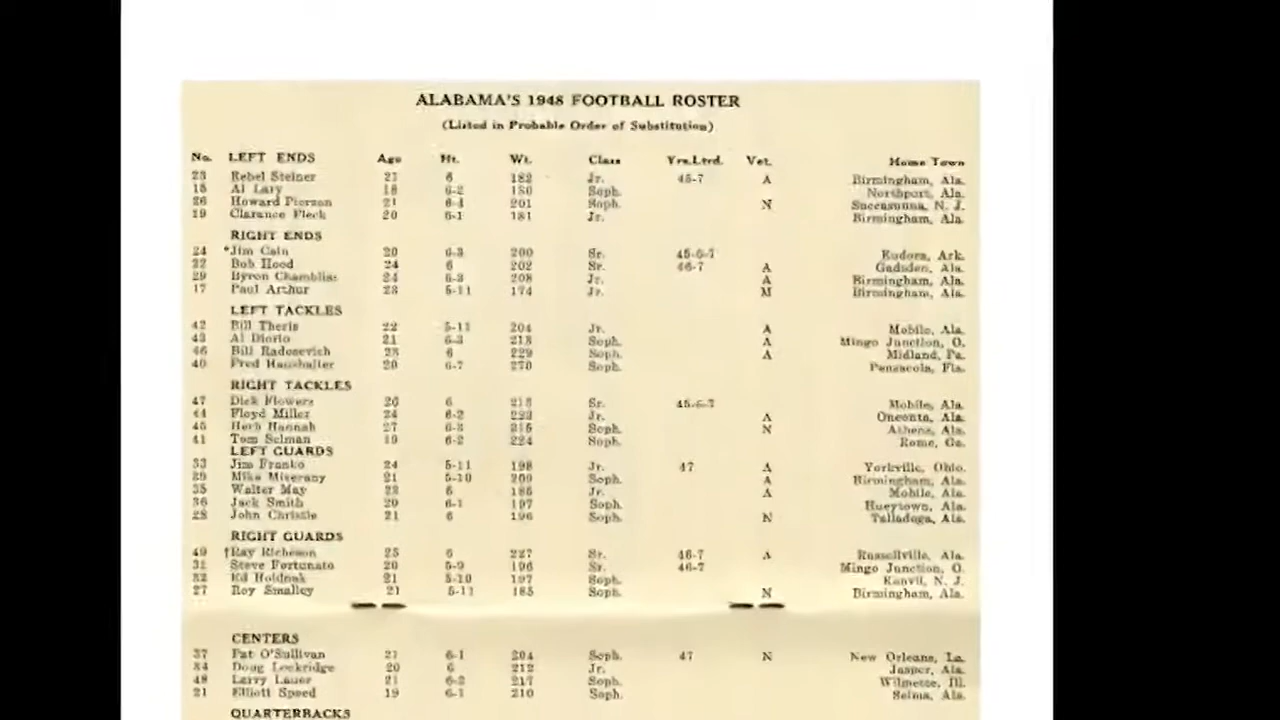 ALABAMA'S 1948 FOOTBALL ROSTER
(Listed in Probable Order of Substitution)
No. LEFT ENDS Age Ht. Wt. Class Yrs.Ltrd. Vet. Home Town
23 Rebel Steiner 21 6 182 Jr. 45-7 A Birmingham, Ala.
15 Al Lary 18 6-2 180 Soph. Northport, Ala.
26 Howard Pierson 21 6-4 201 Soph. N Succasunna, N. J.
19 Clarance Fleck 20 6-1 181 Jr. Birmingham, Ala.
RIGHT ENDS
24 *Jim Cain 20 6-3 200 Sr. 45-6-7 Eudora, Ark.
22 Bob Hood 24 6 202 Sr. 46-7 A Gadsden, Ala.
29 Byron Chambliss 24 6-3 208 Jr. A Birmingham, Ala.
17 Paul Arthur 23 5-11 174 Jr. M Birmingham, Ala.
LEFT TACKLES
42 Bill Theris 22 5-11 204 Jr. A Mobile, Ala.
43 Al Diorio 21 6-3 213 Soph. A Mingo Junction, O.
46 Bill Radosevich 23 6 229 Soph. A Midland, Pa.
40 Fred 20 6-7 270 Soph. Pensacola, Fla.
RIGHT TACKLES
47 Dick Flowers 20 6 213 Sr. 45-6-7 Mobile, Ala.
44 Floyd Miller 24 6-2 Jr. A Oneonta, Ala.
45 Herb Hannah 27 6-3 Soph. N Athens, Ala.
41 Tom Selman 19 6-2 224 Soph. Rome, Ga.
LEFT GUARDS
33 Jim Franko 24 5-11 198 Jr. 47 A Yorkville, Ohio.
39 Mike Mizerany 21 5-10 200 Soph. A Birmingham, Ala.
35 Walter May 23 6 186 Jr. A Mobile, Ala.
36 Jack Smith 20 6-1 197 Soph. Hueytown, Ala.
28 John Christie 21 6 196 Soph. N Talladega, Ala.
RIGHT GUARDS
49 †Ray Richeson 25 6 227 Sr. 46-7 A Russellville, Ala.
31 Steve Fortunato 20 5-9 196 Sr. 46-7 Mingo Junction, O.
32 Ed Holdnak 21 5-10 197 Soph. Kenvil, N. J.
27 Roy Smalley 21 5-11 185 Soph. N Birmingham, Ala.
CENTERS
37 Pat O'Sullivan 21 6-1 204 Soph. 47 N New Orleans, La.
34 Doug Lockridge 20 6 212 Jr. Jasper, Ala.
48 Larry Lauer 21 6-2 217 Soph. Wilmette, Ill.
21 Elliott Speed 19 6-1 210 Soph. Selma, Ala.
QUARTERBACKS